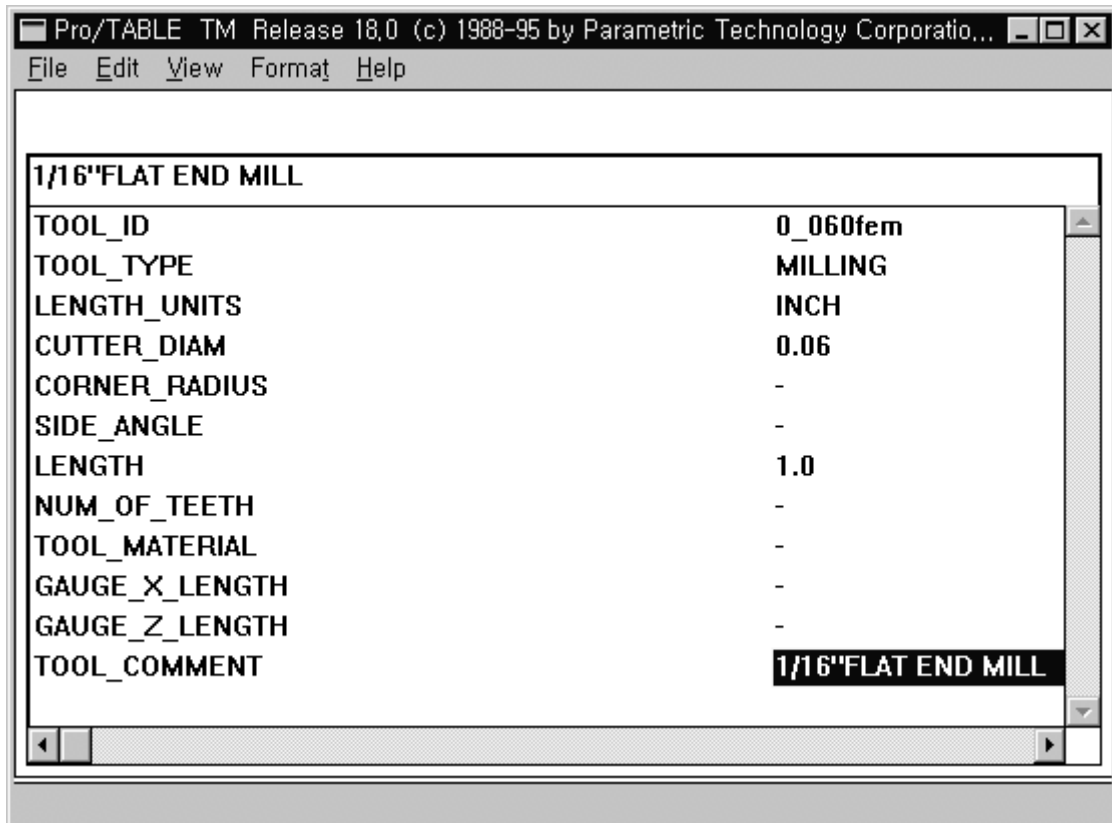 Pro/TABLE TM Release 18,0 (c) 1988-95 by Parametric Technology Corporatio,,,
File Edit View Format Help
1/16"FLAT END MILL
TOOL_ID 0_060fem
TOOL_TYPE MILLING
LENGTH_UNITS INCH
CUTTER_DIAM 0.06
CORNER_RADIUS -
SIDE_ANGLE -
LENGTH 1.0
NUM_OF_TEETH -
TOOL_MATERIAL -
GAUGE_X_LENGTH -
GAUGE_Z_LENGTH -
TOOL_COMMENT 1/16"FLAT END MILL